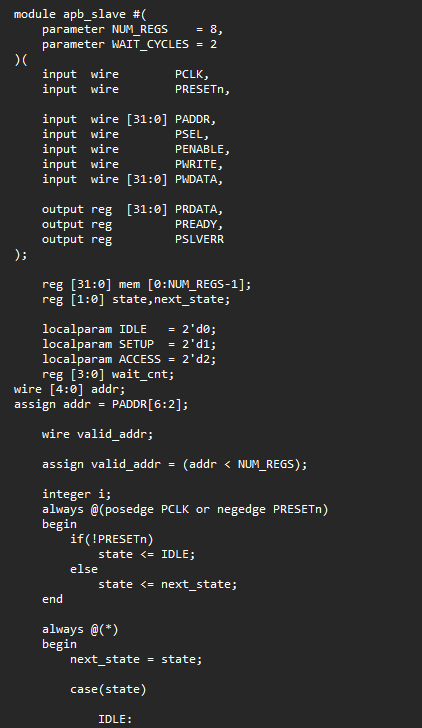 module apb_slave #(
    parameter NUM_REGS    = 8,
    parameter WAIT_CYCLES = 2
)(
    input  wire        PCLK,
    input  wire        PRESETn,

    input  wire [31:0] PADDR,
    input  wire        PSEL,
    input  wire        PENABLE,
    input  wire        PWRITE,
    input  wire [31:0] PWDATA,

    output reg  [31:0] PRDATA,
    output reg         PREADY,
    output reg         PSLVERR
);

    reg [31:0] mem [0:NUM_REGS-1];
    reg [1:0] state,next_state;

    localparam IDLE   = 2'd0;
    localparam SETUP  = 2'd1;
    localparam ACCESS = 2'd2;
    reg [3:0] wait_cnt;
wire [4:0] addr;
assign addr = PADDR[6:2];

    wire valid_addr;

    assign valid_addr = (addr < NUM_REGS);

    integer i;
    always @(posedge PCLK or negedge PRESETn)
    begin
        if(!PRESETn)
            state <= IDLE;
        else
            state <= next_state;
    end

    always @(*)
    begin
        next_state = state;

        case(state)

            IDLE: